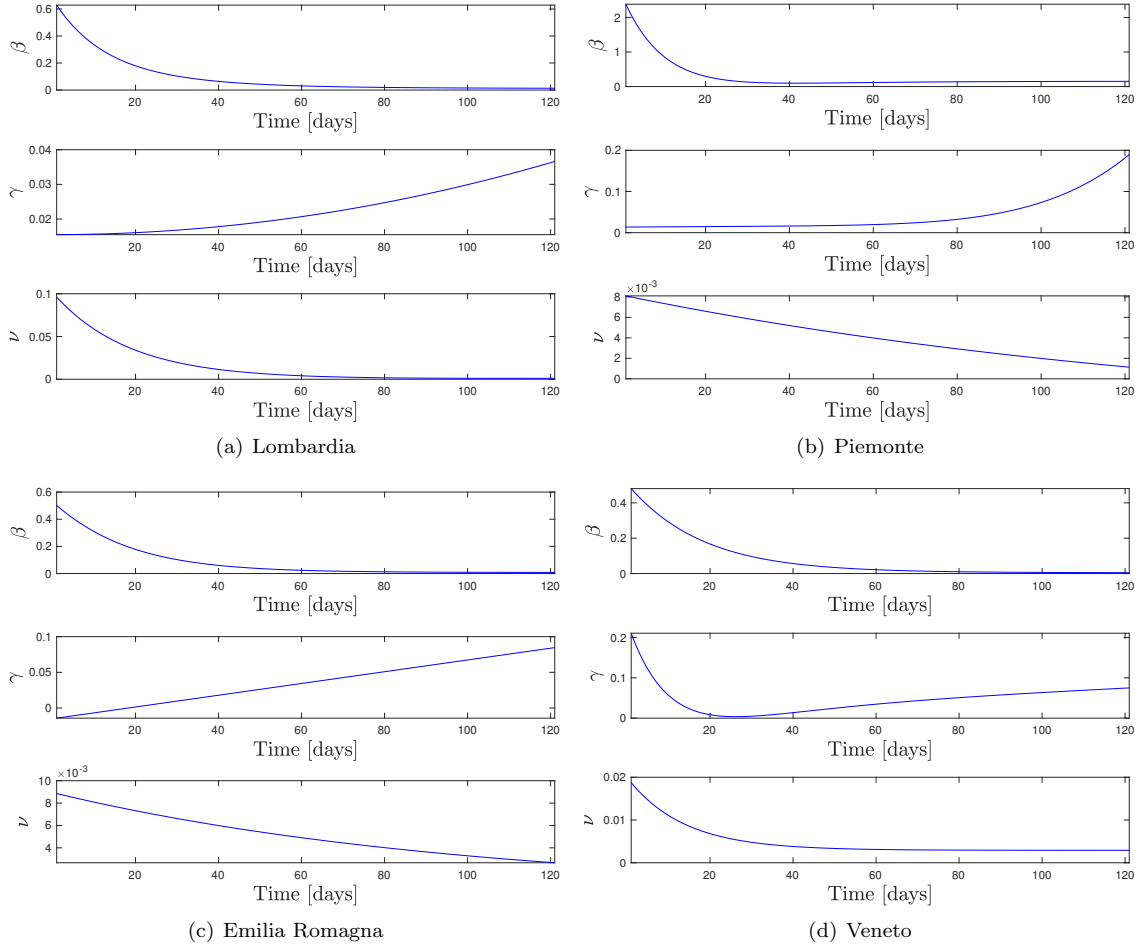 0.6
0.4
0.2
0
β
20 40 60 80 100 120
Time [days]
0.04
0.03
0.02
γ
20 40 60 80 100 120
Time [days]
0.1
0.05
0
ν
20 40 60 80 100 120
Time [days]
(a) Lombardia
2
1
0
β
20 40 60 80 100 120
Time [days]
0.2
0.1
0
γ
20 40 60 80 100 120
Time [days]
×10⁻³
8
6
4
2
0
ν
20 40 60 80 100 120
Time [days]
(b) Piemonte
0.6
0.4
0.2
0
β
20 40 60 80 100 120
Time [days]
0.1
0.05
0
γ
20 40 60 80 100 120
Time [days]
×10⁻³
10
8
6
4
ν
20 40 60 80 100 120
Time [days]
(c) Emilia Romagna
0.4
0.2
0
β
20 40 60 80 100 120
Time [days]
0.2
0.1
0
γ
20 40 60 80 100 120
Time [days]
0.02
0.01
0
ν
20 40 60 80 100 120
Time [days]
(d) Veneto